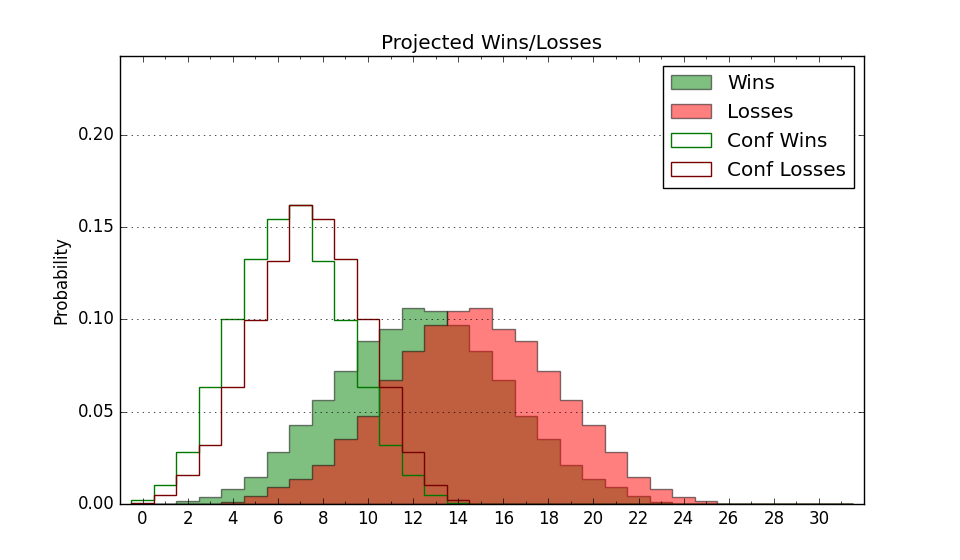 Projected Wins/Losses
Wins
Losses
Conf Wins
Conf Losses
Probability
0.20
0.15
0.10
0.05
0.00
0 2 4 6 8 10 12 14 16 18 20 22 24 26 28 30